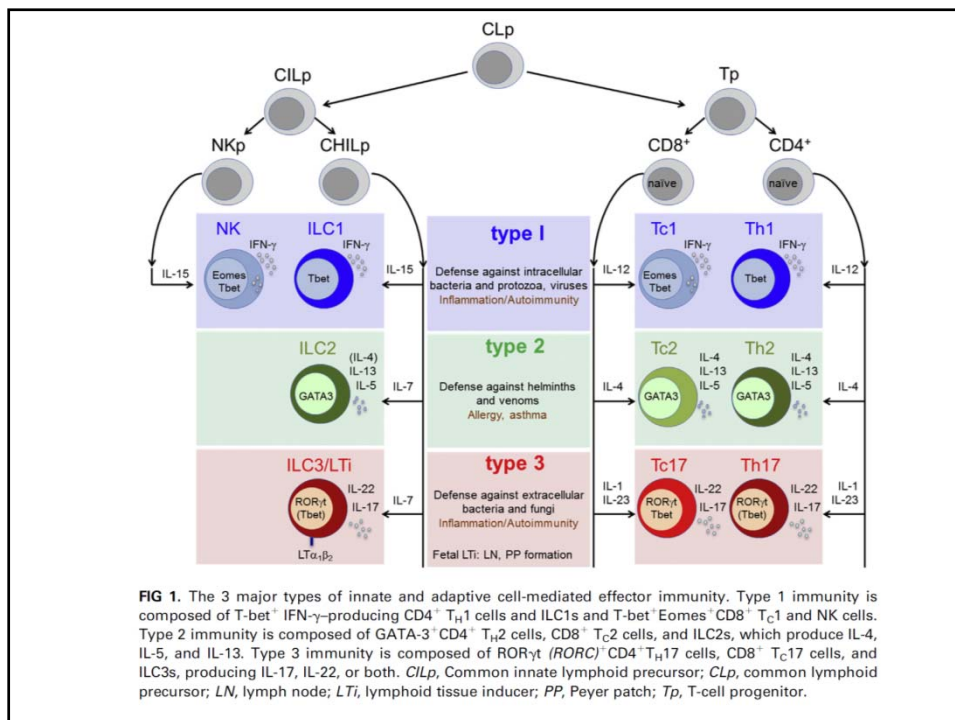 CLp
CILp
Tp
NKp
CHILp
CD8⁺
CD4⁺
naïve
naïve
NK
ILC1
type I
Tc1
Th1
IFN-γ
IFN-γ
IFN-γ
IFN-γ
IL-15
Eomes
Tbet
Tbet
IL-15
Defense against intracellular
bacteria and protozoa, viruses
Inflammation/Autoimmunity
IL-12
Eomes
Tbet
Tbet
IL-12
ILC2
type 2
Tc2
Th2
(IL-4)
IL-13
IL-5
GATA3
IL-7
Defense against helminths
and venoms
Allergy, asthma
IL-4
GATA3
IL-4
IL-13
IL-5
GATA3
IL-4
IL-13
IL-5
IL-4
ILC3/LTi
type 3
Tc17
Th17
RORγt
(Tbet)
IL-22
IL-17
LTα₁β₂
IL-7
Defense against extracellular
bacteria and fungi
Inflammation/Autoimmunity
Fetal LTi: LN, PP formation
IL-1
IL-23
RORγt
Tbet
IL-22
IL-17
RORγt
(Tbet)
IL-22
IL-17
IL-1
IL-23
FIG 1. The 3 major types of innate and adaptive cell-mediated effector immunity. Type 1 immunity is
composed of T-bet⁺ IFN-γ–producing CD4⁺ T_H1 cells and ILC1s and T-bet⁺Eomes⁺CD8⁺ T_C1 and NK cells.
Type 2 immunity is composed of GATA-3⁺CD4⁺ T_H2 cells, CD8⁺ T_C2 cells, and ILC2s, which produce IL-4,
IL-5, and IL-13. Type 3 immunity is composed of RORγt (RORC)⁺CD4⁺T_H17 cells, CD8⁺ T_C17 cells, and
ILC3s, producing IL-17, IL-22, or both. CILp, Common innate lymphoid precursor; CLp, common lymphoid
precursor; LN, lymph node; LTi, lymphoid tissue inducer; PP, Peyer patch; Tp, T-cell progenitor.